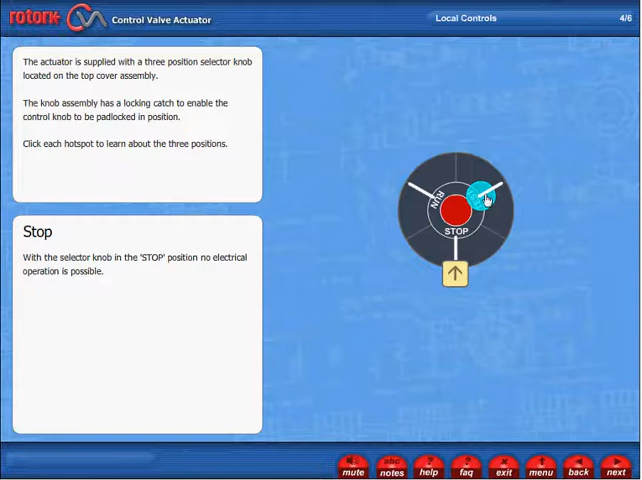 rotork
Control Valve Actuator
Local Controls
4/6
The actuator is supplied with a three position selector knob
located on the top cover assembly.
The knob assembly has a locking catch to enable the
control knob to be padlocked in position.
Click each hotspot to learn about the three positions.
Stop
With the selector knob in the 'STOP' position no electrical
operation is possible.
RUN
STOP
mute
abc
notes
?
help
?
faq
x
exit
menu
back
next